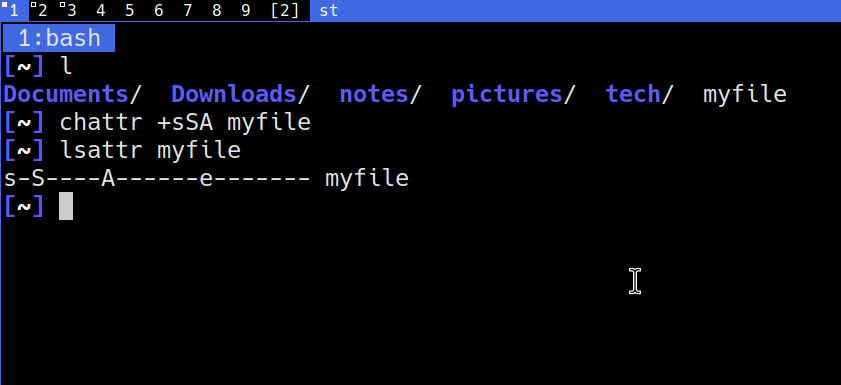 1 2 3 4 5 6 7 8 9 [2] st
1:bash
[~] l
Documents/ Downloads/ notes/ pictures/ tech/ myfile
[~] chattr +sSA myfile
[~] lsattr myfile
s-S----A------e------- myfile
[~]